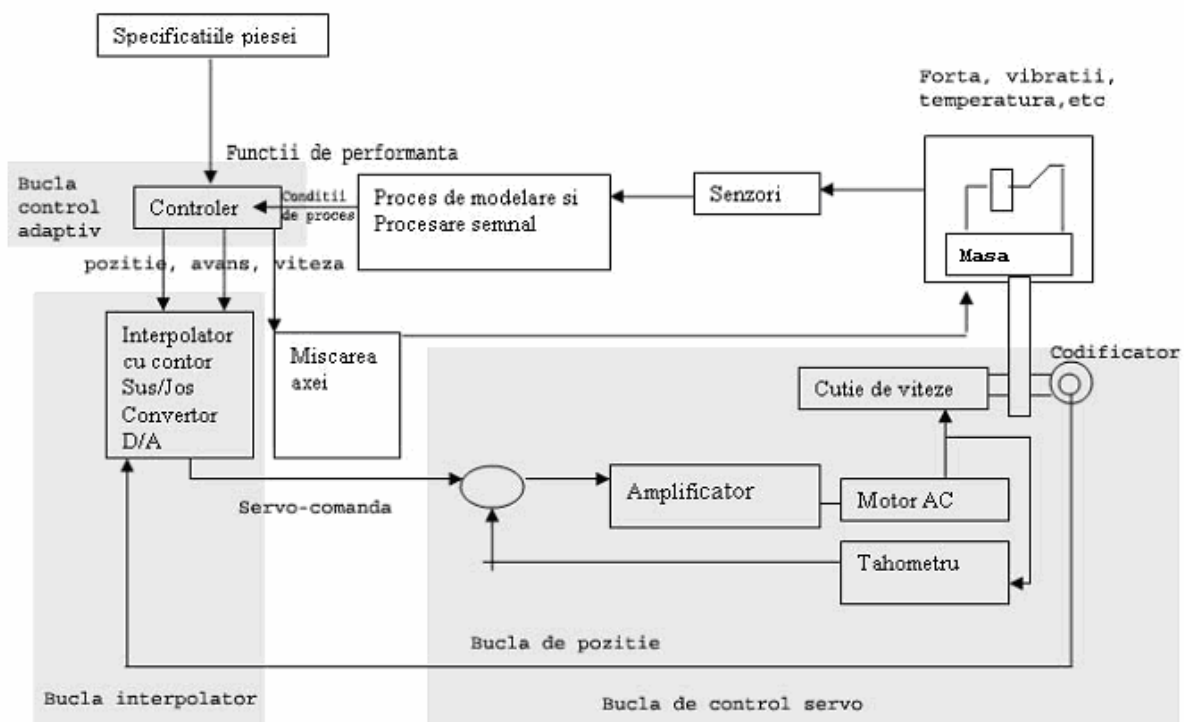 Specificatiile piesei
Forta, vibratii,
temperatura,etc
Functii de performanta
Bucla
control
adaptiv
Controler
Conditii
de proces
Proces de modelare si
Procesare semnal
Senzori
Masa
pozitie, avans, viteza
Interpolator
cu contor
Sus/Jos
Convertor
D/A
Miscarea
axei
Codificator
Cutie de viteze
Servo-comanda
Amplificator
Motor AC
Tahometru
Bucla de pozitie
Bucla interpolator
Bucla de control servo